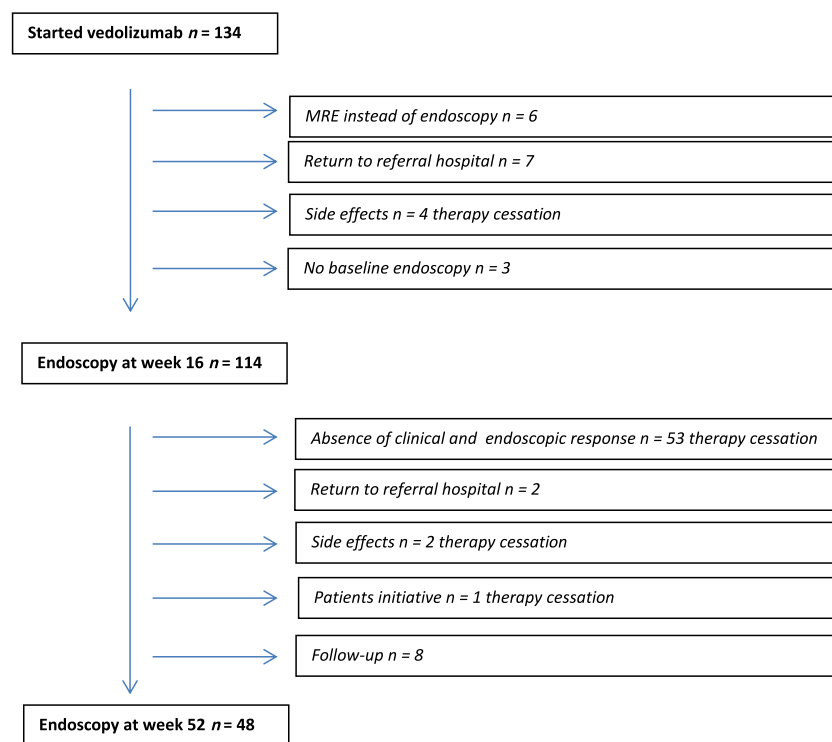 Started vedolizumab n = 134
MRE instead of endoscopy n = 6
Return to referral hospital n = 7
Side effects n = 4 therapy cessation
No baseline endoscopy n = 3
Endoscopy at week 16 n = 114
Absence of clinical and endoscopic response n = 53 therapy cessation
Return to referral hospital n = 2
Side effects n = 2 therapy cessation
Patients initiative n = 1 therapy cessation
Follow-up n = 8
Endoscopy at week 52 n = 48